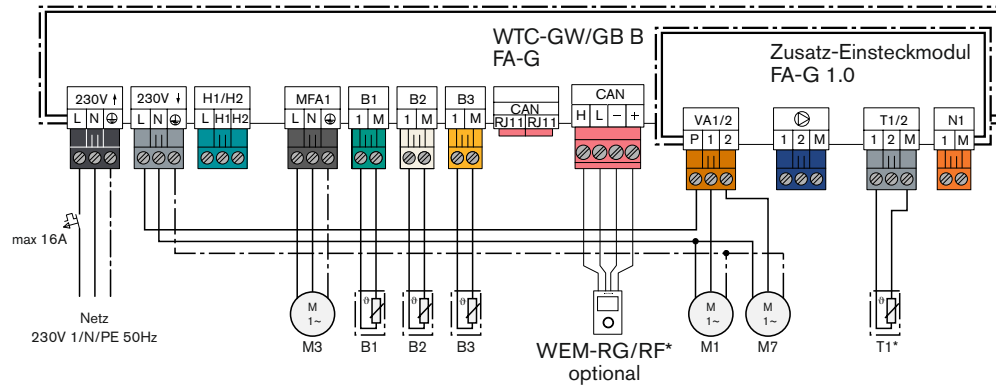 WTC-GW/GB B
FA-G
Zusatz-Einsteckmodul
FA-G 1.0
230V ↑
230V ↓
H1/H2
MFA1
B1
B2
B3
CAN
RJ11 RJ11
CAN
VA1/2
T1/2
N1
L N
L N
L H1 H2
L N
1 M
1 M
1 M
H L − +
P 1 2
1 2 M
1 2 M
1 M
max 16A
Netz
230V 1/N/PE 50Hz
M
1~
M3
ϑ
B1
ϑ
B2
ϑ
B3
WEM-RG/RF*
optional
M
1~
M1
M
1~
M7
ϑ
T1*